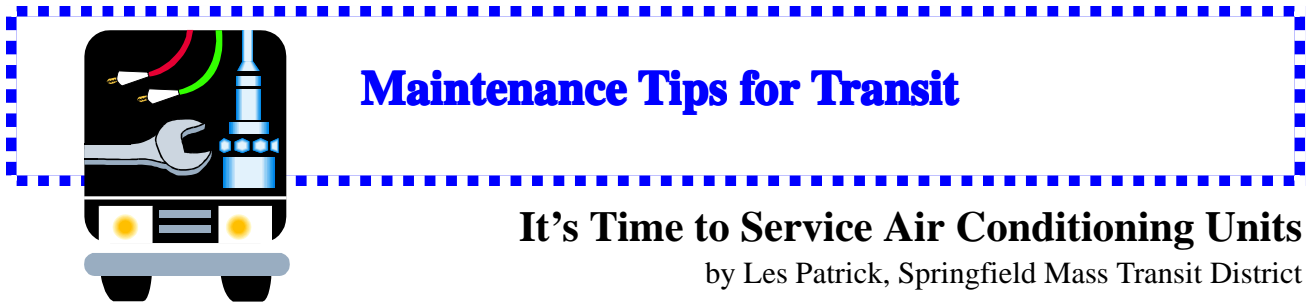 Maintenance Tips for Transit
It’s Time to Service Air Conditioning Units
by Les Patrick, Springfield Mass Transit District